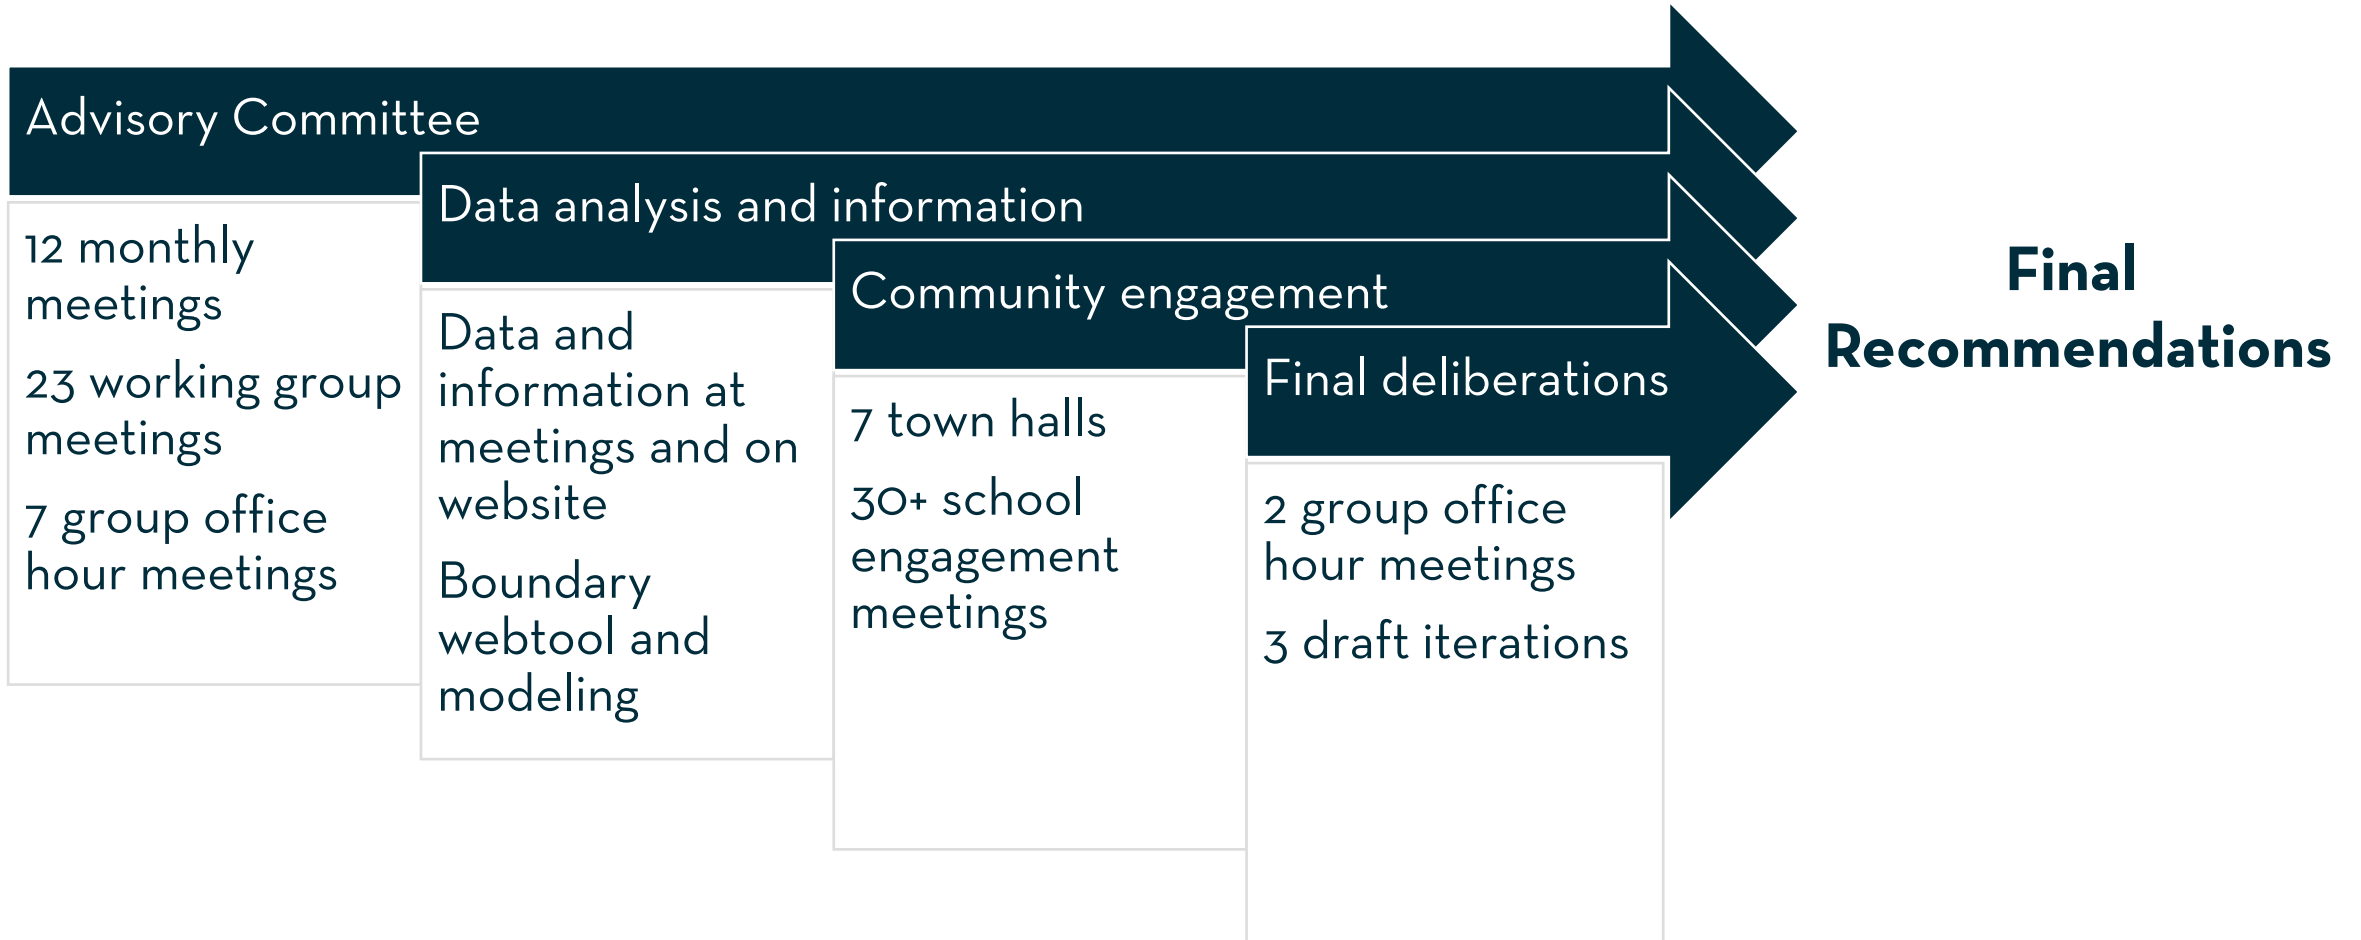 Advisory Committee
12 monthly
meetings
23 working group
meetings
7 group office
hour meetings
Data analysis and information
Data and
information at
meetings and on
website
Boundary
webtool and
modeling
Community engagement
7 town halls
30+ school
engagement
meetings
Final deliberations
2 group office
hour meetings
3 draft iterations
Final
Recommendations